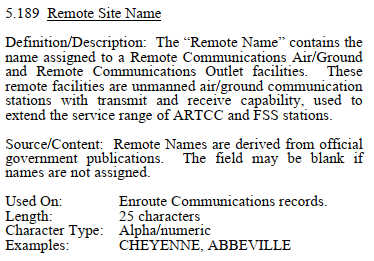 5.189 Remote Site Name
Definition/Description: The “Remote Name” contains the
name assigned to a Remote Communications Air/Ground
and Remote Communications Outlet facilities. These
remote facilities are unmanned air/ground communication
stations with transmit and receive capability, used to
extend the service range of ARTCC and FSS stations.
Source/Content: Remote Names are derived from official
government publications. The field may be blank if
names are not assigned.
Used On: Enroute Communications records.
Length: 25 characters
Character Type: Alpha/numeric
Examples: CHEYENNE, ABBEVILLE